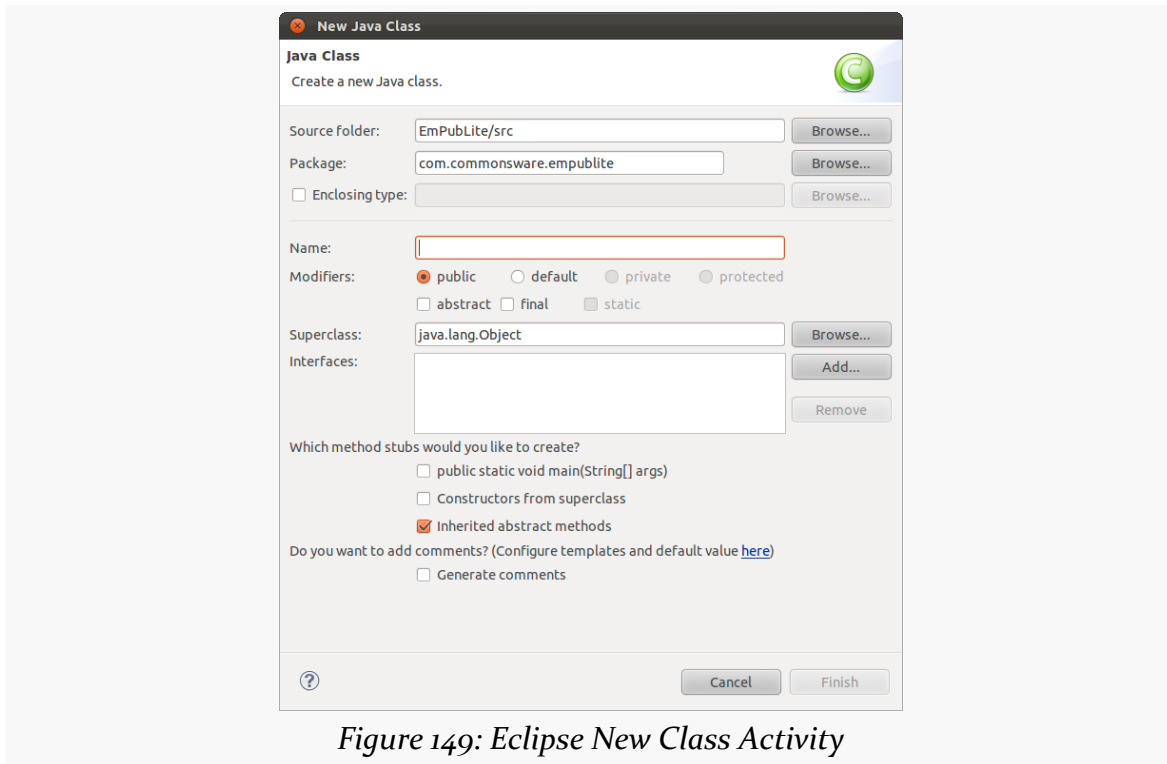 New Java Class
Java Class
Create a new Java class.
C
Source folder: EmPubLite/src Browse...
Package: com.commonsware.empublite Browse...
Enclosing type: Browse...
Name:
Modifiers: public default private protected
abstract final static
Superclass: java.lang.Object Browse...
Interfaces: Add...
Remove
Which method stubs would you like to create?
public static void main(String[] args)
Constructors from superclass
Inherited abstract methods
Do you want to add comments? (Configure templates and default value here)
Generate comments
? Cancel Finish
Figure 149: Eclipse New Class Activity